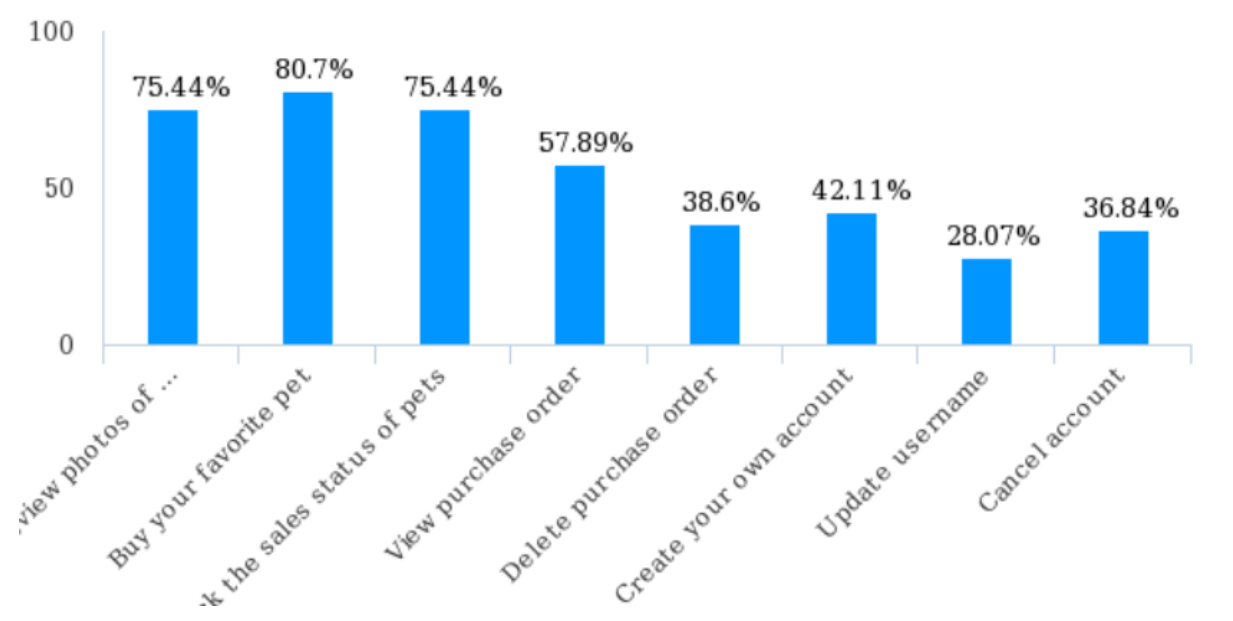 100
50
0
75.44%
80.7%
75.44%
57.89%
38.6%
42.11%
28.07%
36.84%
view photos of ...
Buy your favorite pet
the sales status of pets
View purchase order
Delete purchase order
Create your own account
Update username
Cancel account